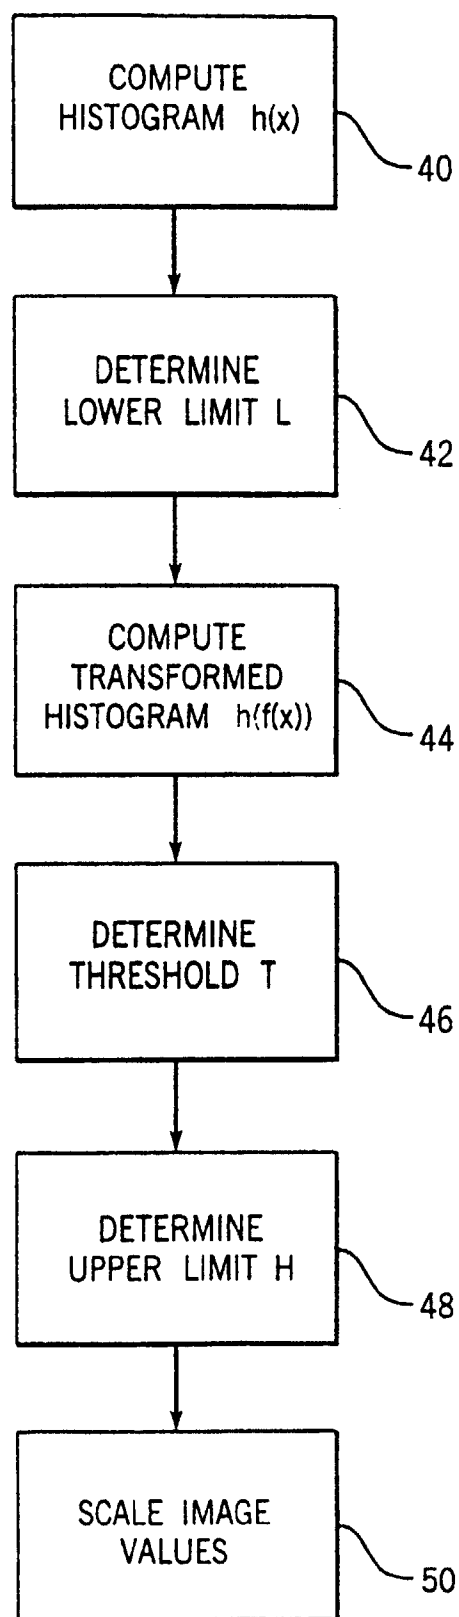 COMPUTE
HISTOGRAM h(x)
40
DETERMINE
LOWER LIMIT L
42
COMPUTE
TRANSFORMED
HISTOGRAM h(f(x))
44
DETERMINE
THRESHOLD T
46
DETERMINE
UPPER LIMIT H
48
SCALE IMAGE
VALUES
50